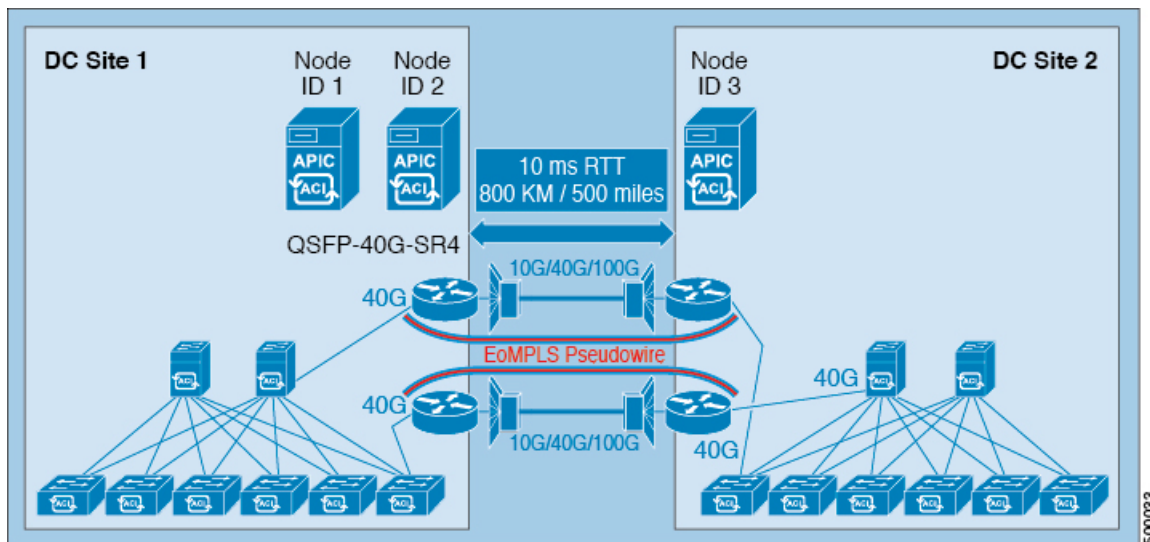 DC Site 1
Node
ID 1
Node
ID 2
Node
ID 3
DC Site 2
APIC
ACI
APIC
ACI
10 ms RTT
800 KM / 500 miles
APIC
ACI
QSFP-40G-SR4
10G/40G/100G
40G
EoMPLS Pseudowire
ACI
ACI
40G
ACI
ACI
40G
10G/40G/100G
40G
ACI
ACI
ACI
ACI
ACI
ACI
ACI
ACI
ACI
ACI
ACI
ACI
500033